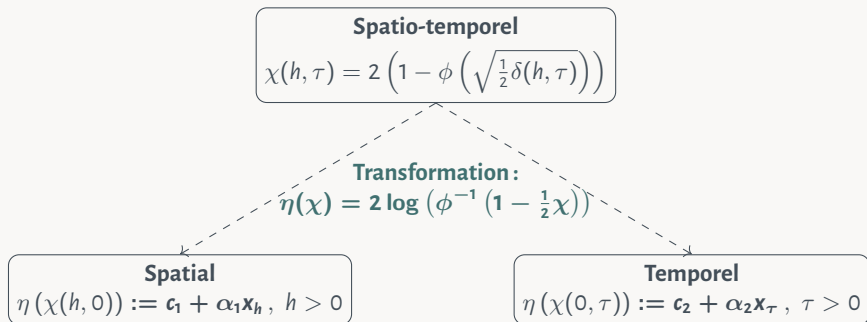 Spatio-temporel
χ(h, τ) = 2 (1 − ϕ (√(½δ(h, τ))))
Transformation :
η(χ) = 2 log (ϕ⁻¹ (1 − ½χ))
Spatial
η (χ(h, 0)) := c₁ + α₁xₕ , h > 0
Temporel
η (χ(0, τ)) := c₂ + α₂x_τ , τ > 0